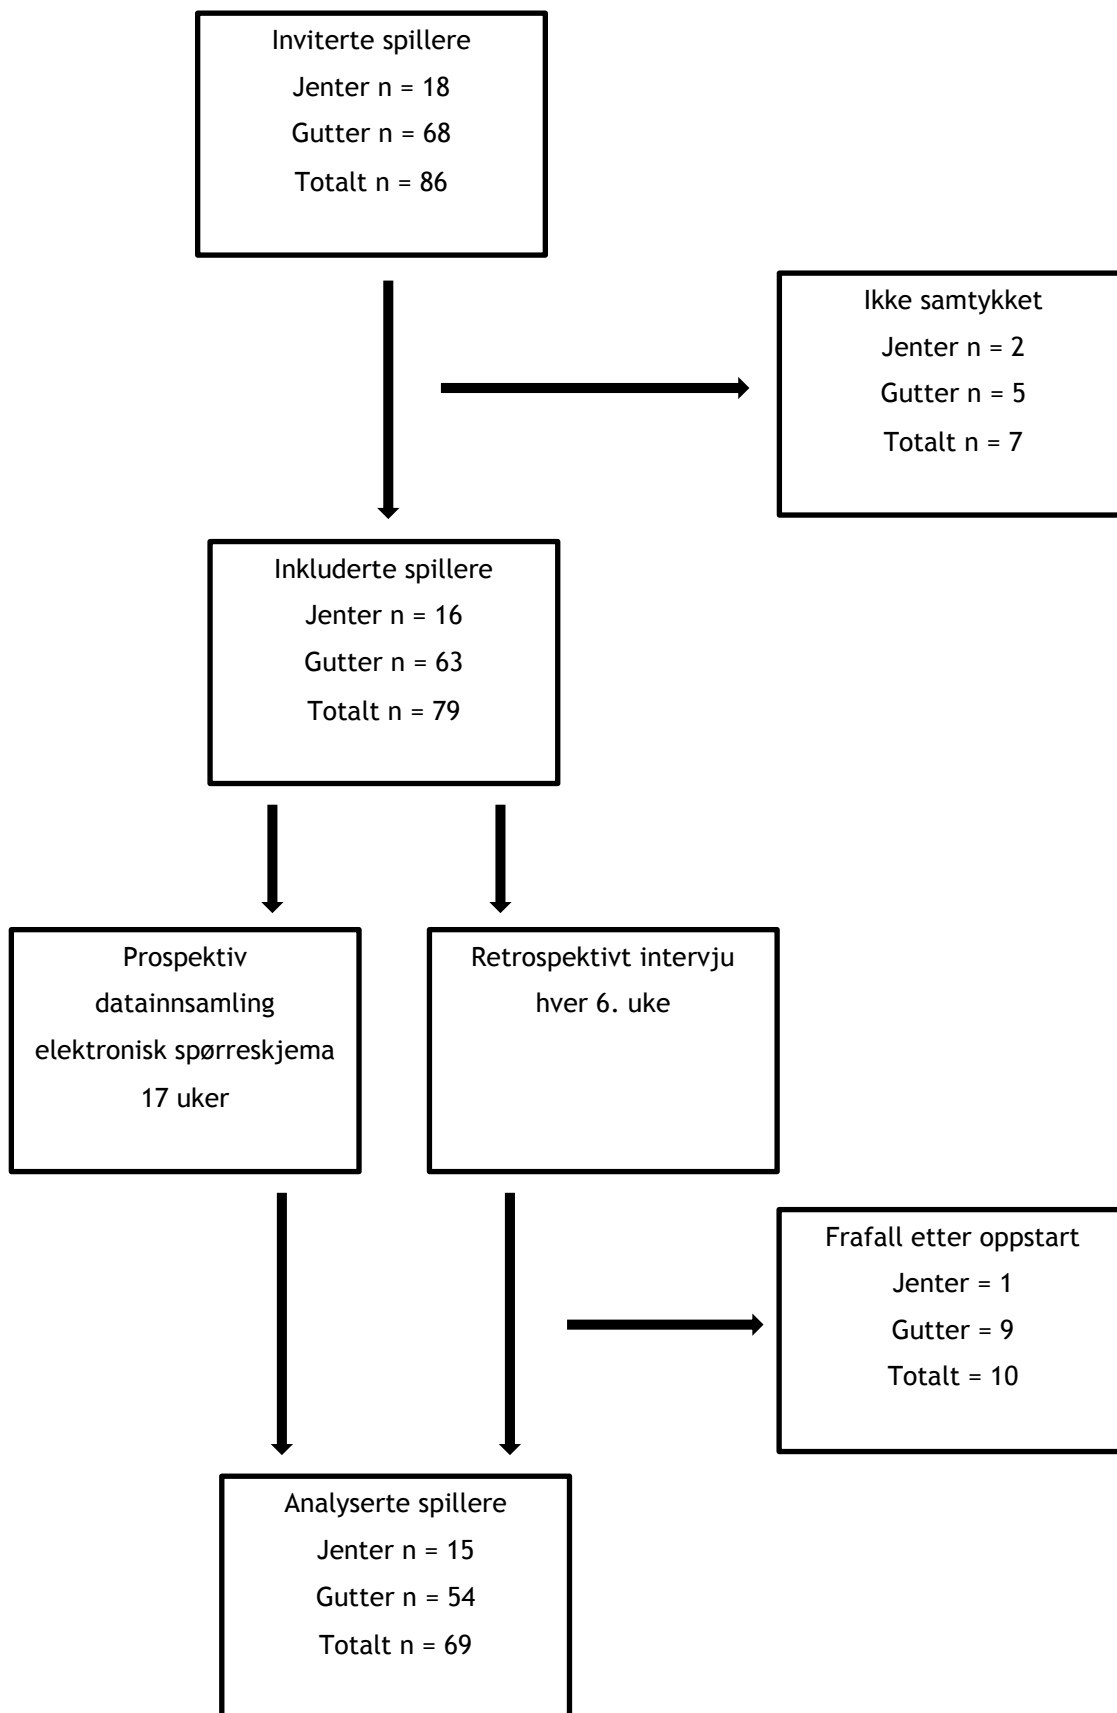 Inviterte spillere
Jenter n = 18
Gutter n = 68
Totalt n = 86
Ikke samtykket
Jenter n = 2
Gutter n = 5
Totalt n = 7
Inkluderte spillere
Jenter n = 16
Gutter n = 63
Totalt n = 79
Prospektiv
datainnsamling
elektronisk spørreskjema
17 uker
Retrospektivt intervju
hver 6. uke
Frafall etter oppstart
Jenter = 1
Gutter = 9
Totalt = 10
Analyserte spillere
Jenter n = 15
Gutter n = 54
Totalt n = 69